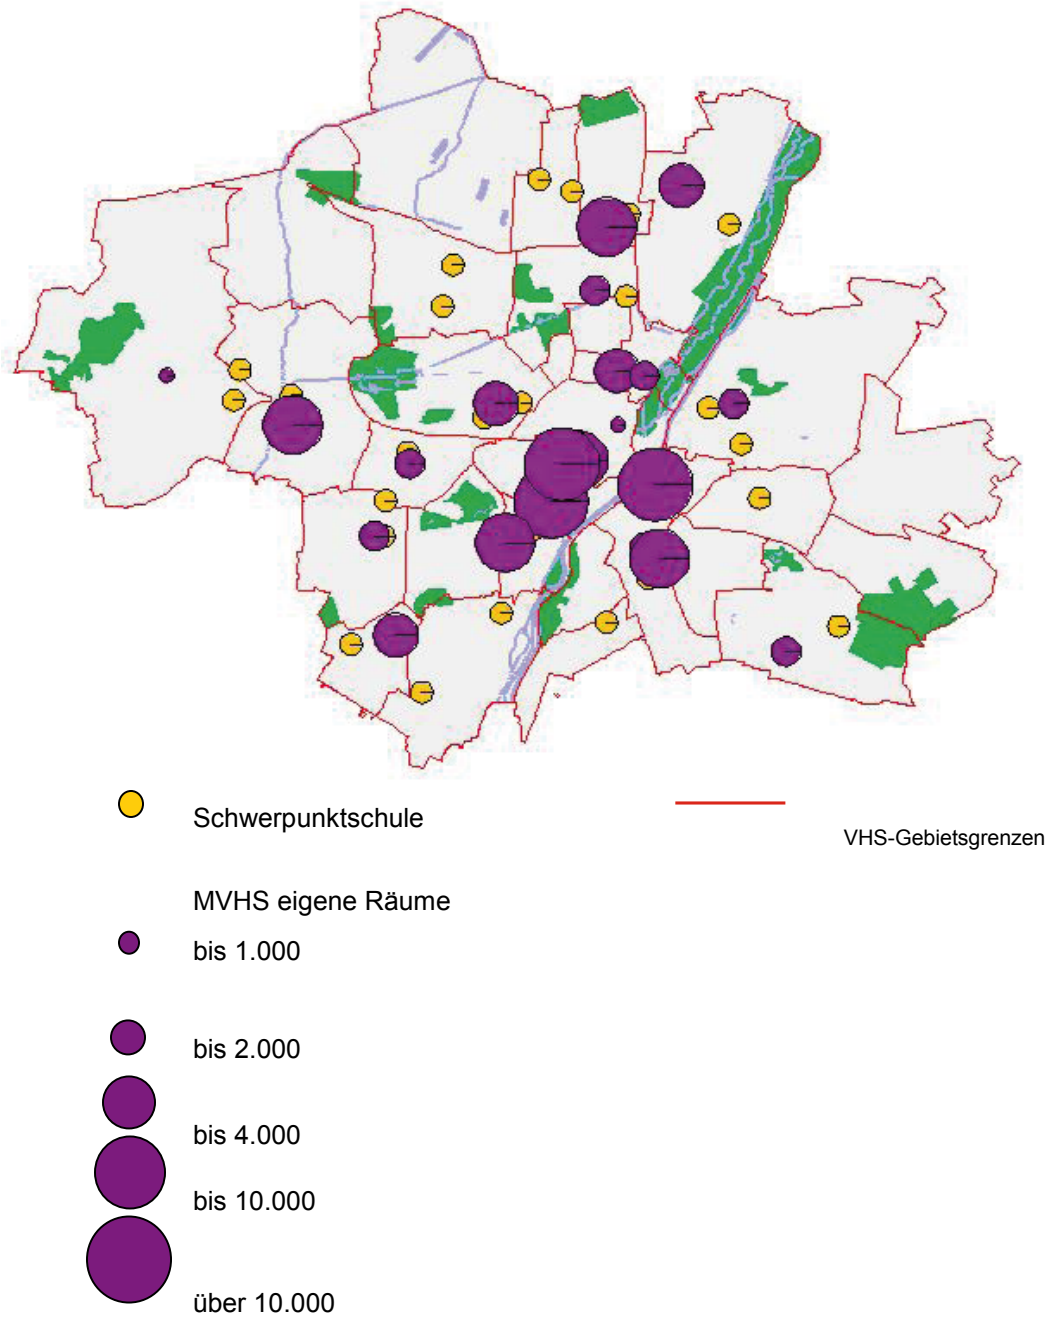 Schwerpunktschule
VHS-Gebietsgrenzen
MVHS eigene Räume
bis 1.000
bis 2.000
bis 4.000
bis 10.000
über 10.000